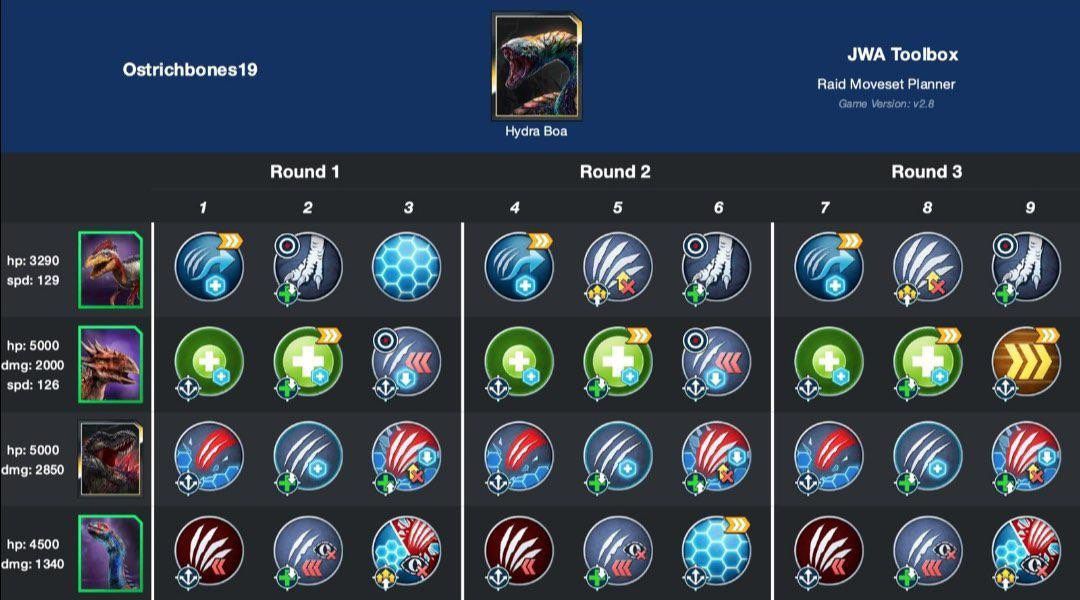 Ostrichbones19
JWA Toolbox
Raid Moveset Planner
Game Version: v2.8
Hydra Boa
Round 1
Round 2
Round 3
1 2 3 4 5 6 7 8 9
hp: 3290
spd: 129
hp: 5000
dmg: 2000
spd: 126
hp: 5000
dmg: 2850
hp: 4500
dmg: 1340